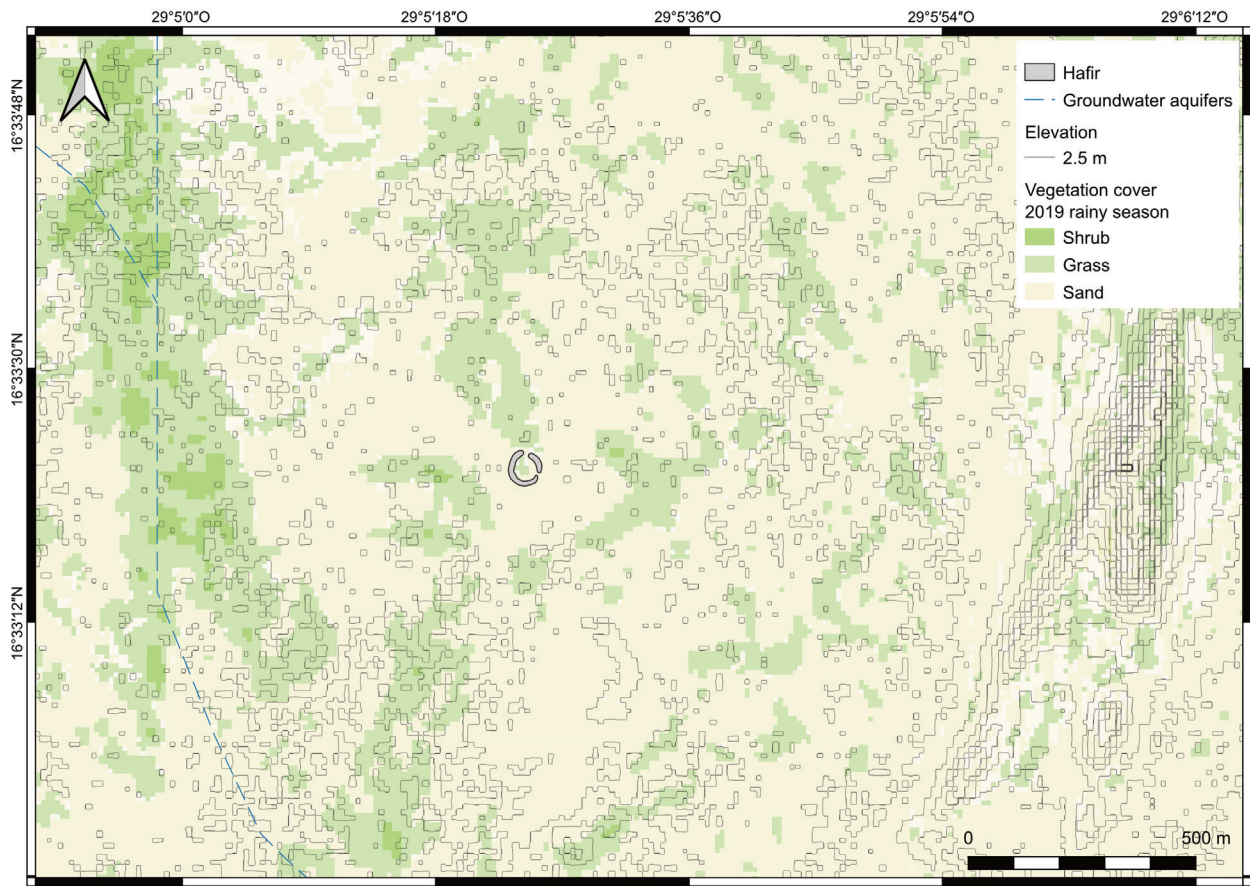 29°5'0"O 29°5'18"O 29°5'36"O 29°5'54"O 29°6'12"O
16°33'48"N
16°33'30"N
16°33'12"N
Hafir
Groundwater aquifers
Elevation
2.5 m
Vegetation cover
2019 rainy season
Shrub
Grass
Sand
0 500 m